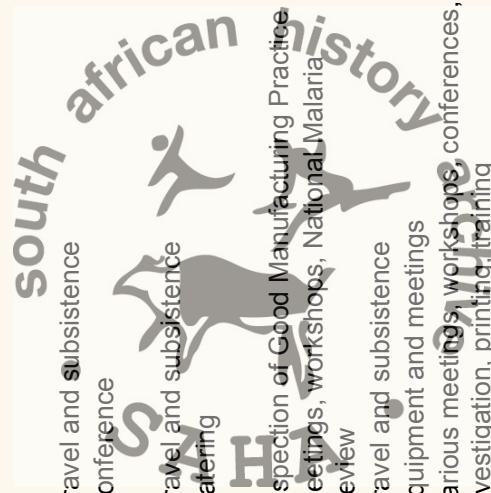 south african history archive
SAHA
ravel and subsistence
onference
ravel and subsistence
atering
spection of Good Manufacturing Practice
eetings, workshops, National Malaria
eview
ravel and subsistence
quipment and meetings
arious meetings, workshops, conferences,
vestigation, printing, training